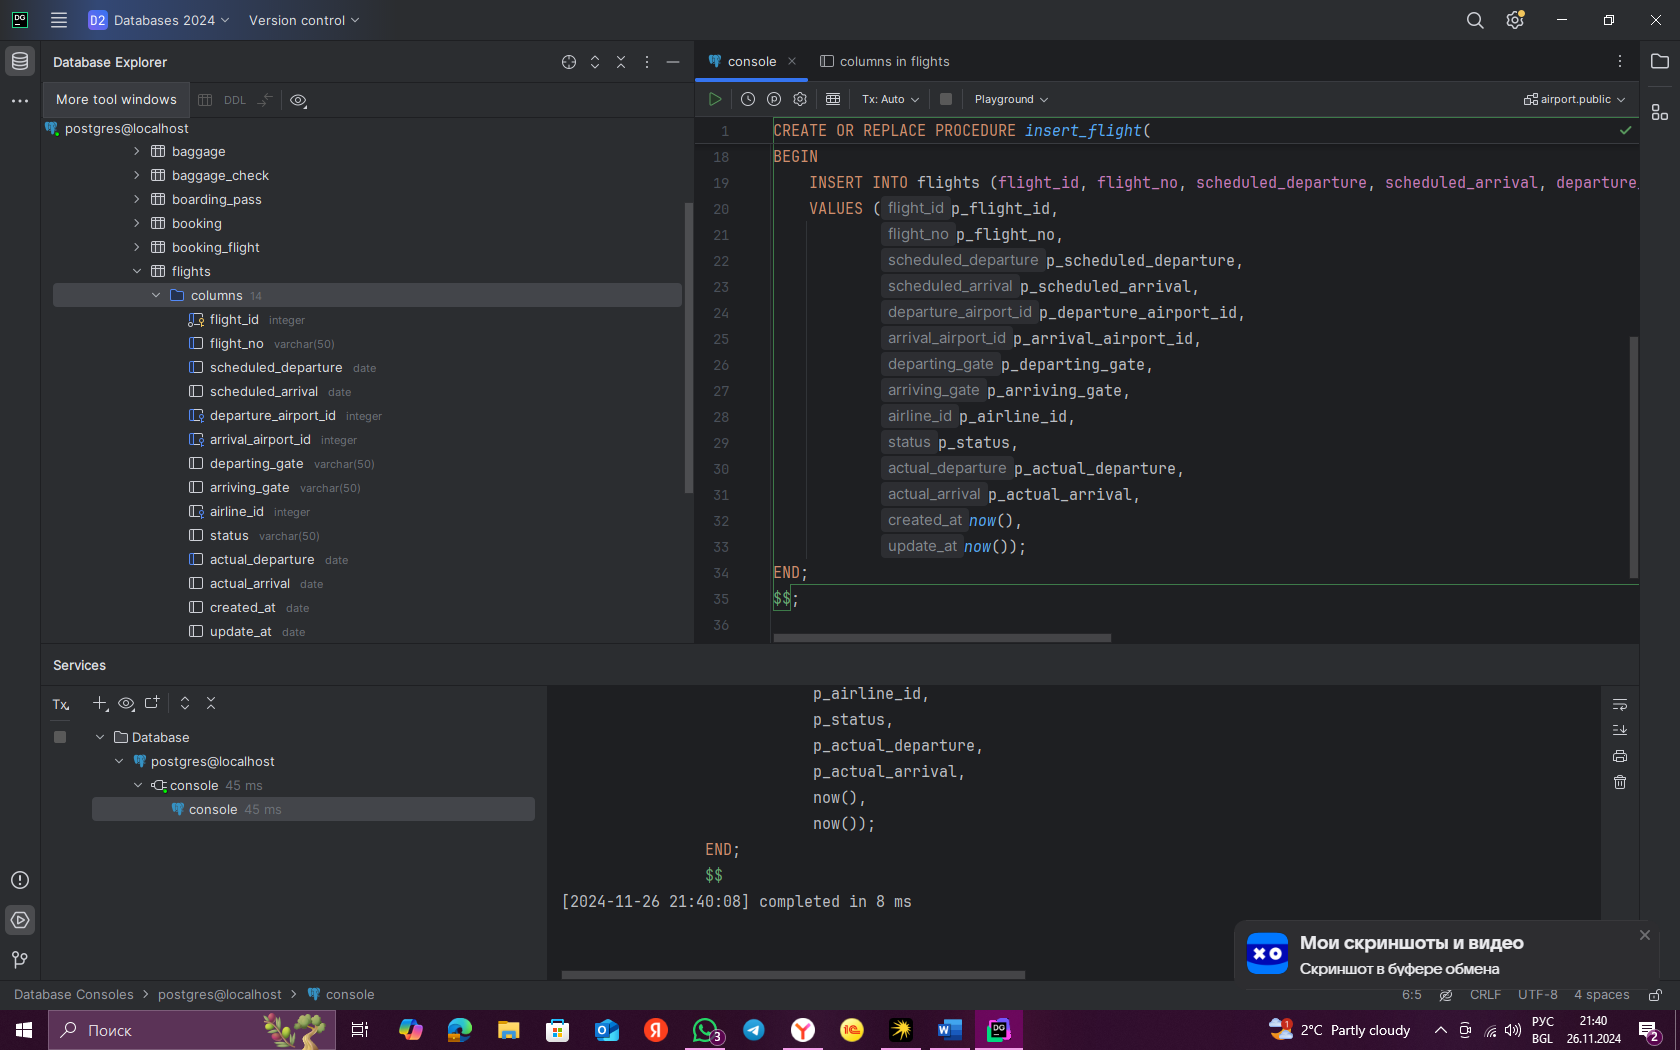 DG
D2 Databases 2024
Version control
Database Explorer
More tool windows
DDL
postgres@localhost
baggage
baggage_check
boarding_pass
booking
booking_flight
flights
columns 14
flight_id integer
flight_no varchar(50)
scheduled_departure date
scheduled_arrival date
departure_airport_id integer
arrival_airport_id integer
departing_gate varchar(50)
arriving_gate varchar(50)
airline_id integer
status varchar(50)
actual_departure date
actual_arrival date
created_at date
update_at date
console
columns in flights
Tx: Auto
Playground
airport.public
1 CREATE OR REPLACE PROCEDURE insert_flight(
18 BEGIN
19 INSERT INTO flights (flight_id, flight_no, scheduled_departure, scheduled_arrival, departure_
20 VALUES ( flight_id p_flight_id,
21 flight_no p_flight_no,
22 scheduled_departure p_scheduled_departure,
23 scheduled_arrival p_scheduled_arrival,
24 departure_airport_id p_departure_airport_id,
25 arrival_airport_id p_arrival_airport_id,
26 departing_gate p_departing_gate,
27 arriving_gate p_arriving_gate,
28 airline_id p_airline_id,
29 status p_status,
30 actual_departure p_actual_departure,
31 actual_arrival p_actual_arrival,
32 created_at now(),
33 update_at now());
34 END;
35 $$;
36
Services
Tx
Database
postgres@localhost
console 45 ms
console 45 ms
p_airline_id,
p_status,
p_actual_departure,
p_actual_arrival,
now(),
now());
END;
$$
[2024-11-26 21:40:08] completed in 8 ms
Мои скриншоты и видео
Скриншот в буфере обмена
Database Consoles > postgres@localhost > console
6:5 CRLF UTF-8 4 spaces
Поиск
3
1
2°C Partly cloudy
РУС
BGL
21:40
26.11.2024
2